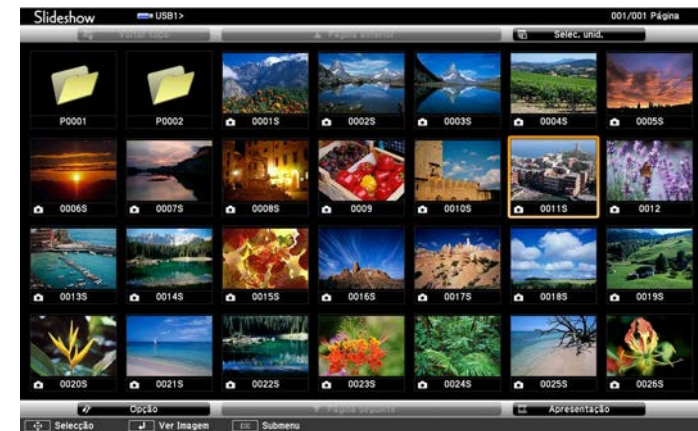 Slideshow USB1> 001/001 Página
Voltar topo Página anterior Selec. unid.
P0001 P0002 0001S 0002S 0003S 0004S 0005S
0006S 0007S 0008S 0009 0010S 0011S 0012
0013S 0014S 0015S 0016S 0017S 0018S 0019S
0020S 0021S 0022S 0023S 0024S 0025S 0026S
Opção Página seguinte Apresentação
Selecção Ver Imagem Esc Submenu